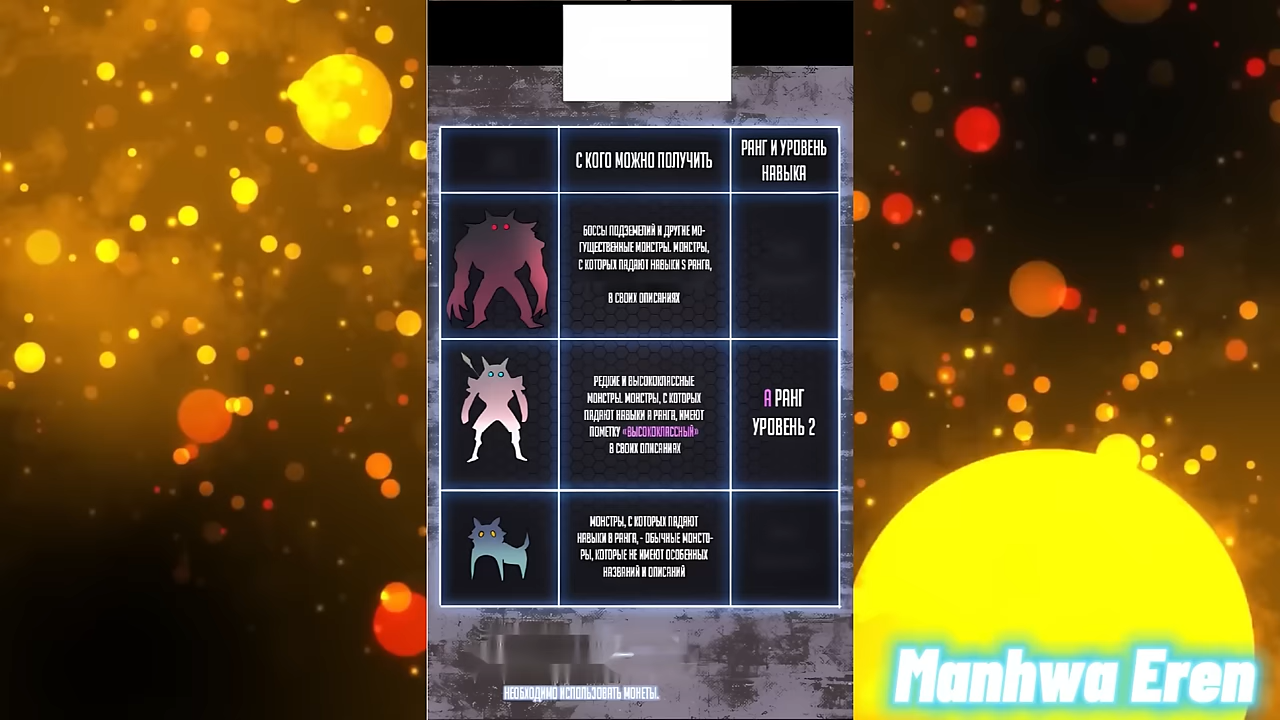 С КОГО МОЖНО ПОЛУЧИТЬ
РАНГ И УРОВЕНЬ
НАВЫКА
БОССЫ ПОДЗЕМЕЛИЙ И ДРУГИЕ МО-
ГУЩЕСТВЕННЫЕ МОНСТРЫ. МОНСТРЫ,
С КОТОРЫХ ПАДАЮТ НАВЫКИ S РАНГА,
В СВОИХ ОПИСАНИЯХ
РЕДКИЕ И ВЫСОКОКЛАССНЫЕ
МОНСТРЫ. МОНСТРЫ, С КОТОРЫХ
ПАДАЮТ НАВЫКИ А РАНГА, ИМЕЮТ
ПОМЕТКУ «ВЫСОКОКЛАССНЫЙ»
В СВОИХ ОПИСАНИЯХ
А РАНГ
УРОВЕНЬ 2
МОНСТРЫ, С КОТОРЫХ ПАДАЮТ
НАВЫКИ В РАНГА, - ОБЫЧНЫЕ МОНСТО-
РЫ, КОТОРЫЕ НЕ ИМЕЮТ ОСОБЕННЫХ
НАЗВАНИЙ И ОПИСАНИЙ
НЕОБХОДИМО ИСПОЛЬЗОВАТЬ МОНЕТЫ.
Manhwa Eren